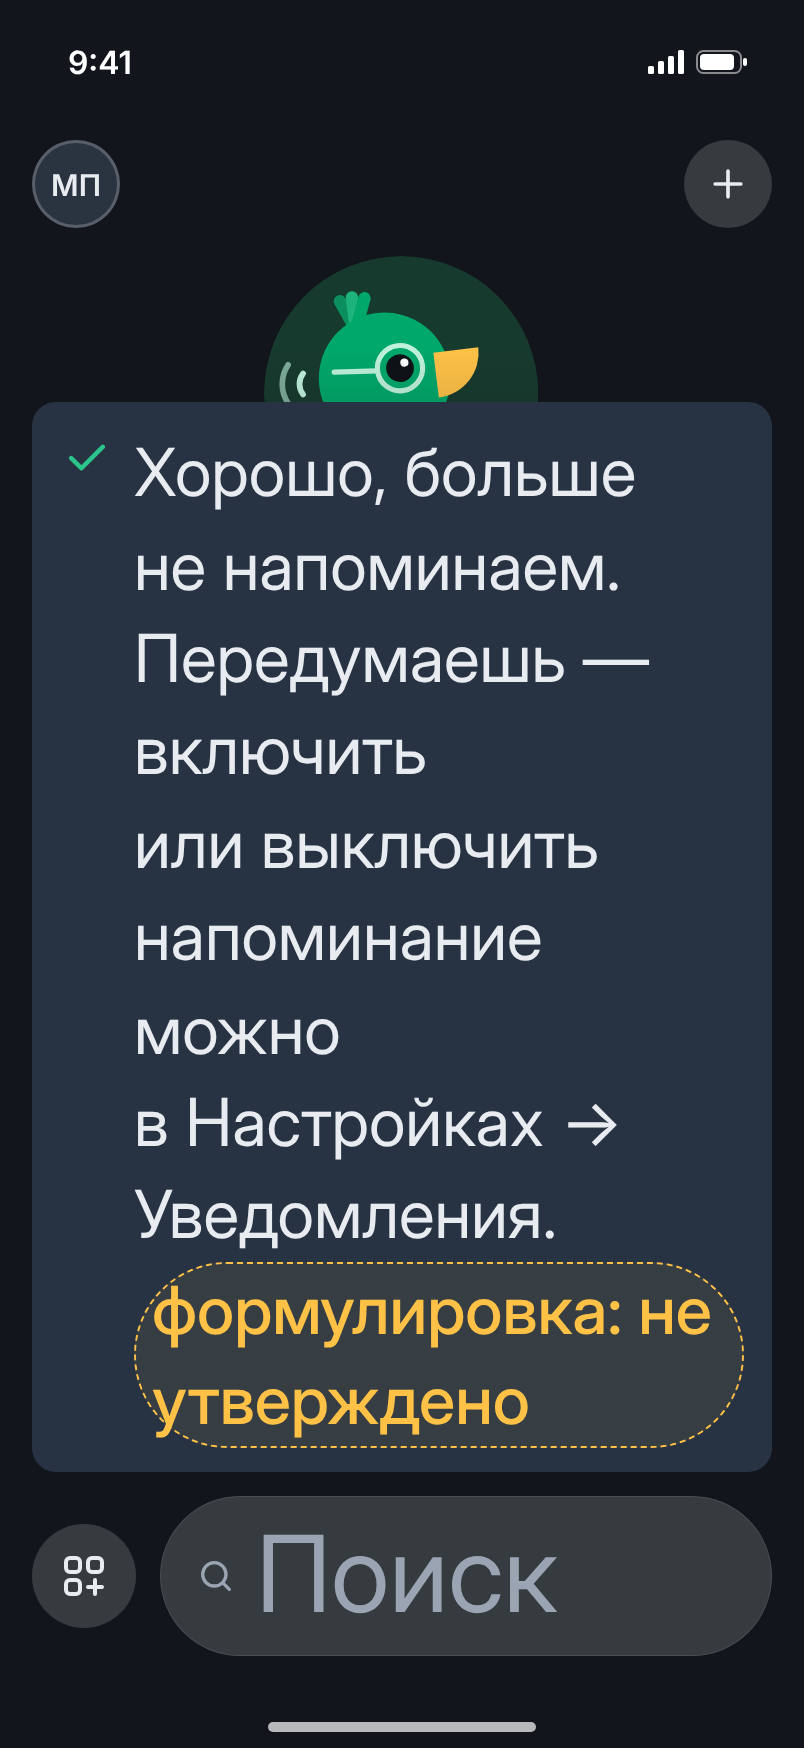 9:41
МП
Хорошо, больше
не напоминаем.
Передумаешь —
включить
или выключить
напоминание
можно
в Настройках →
Уведомления.
формулировка: не
утверждено
Поиск